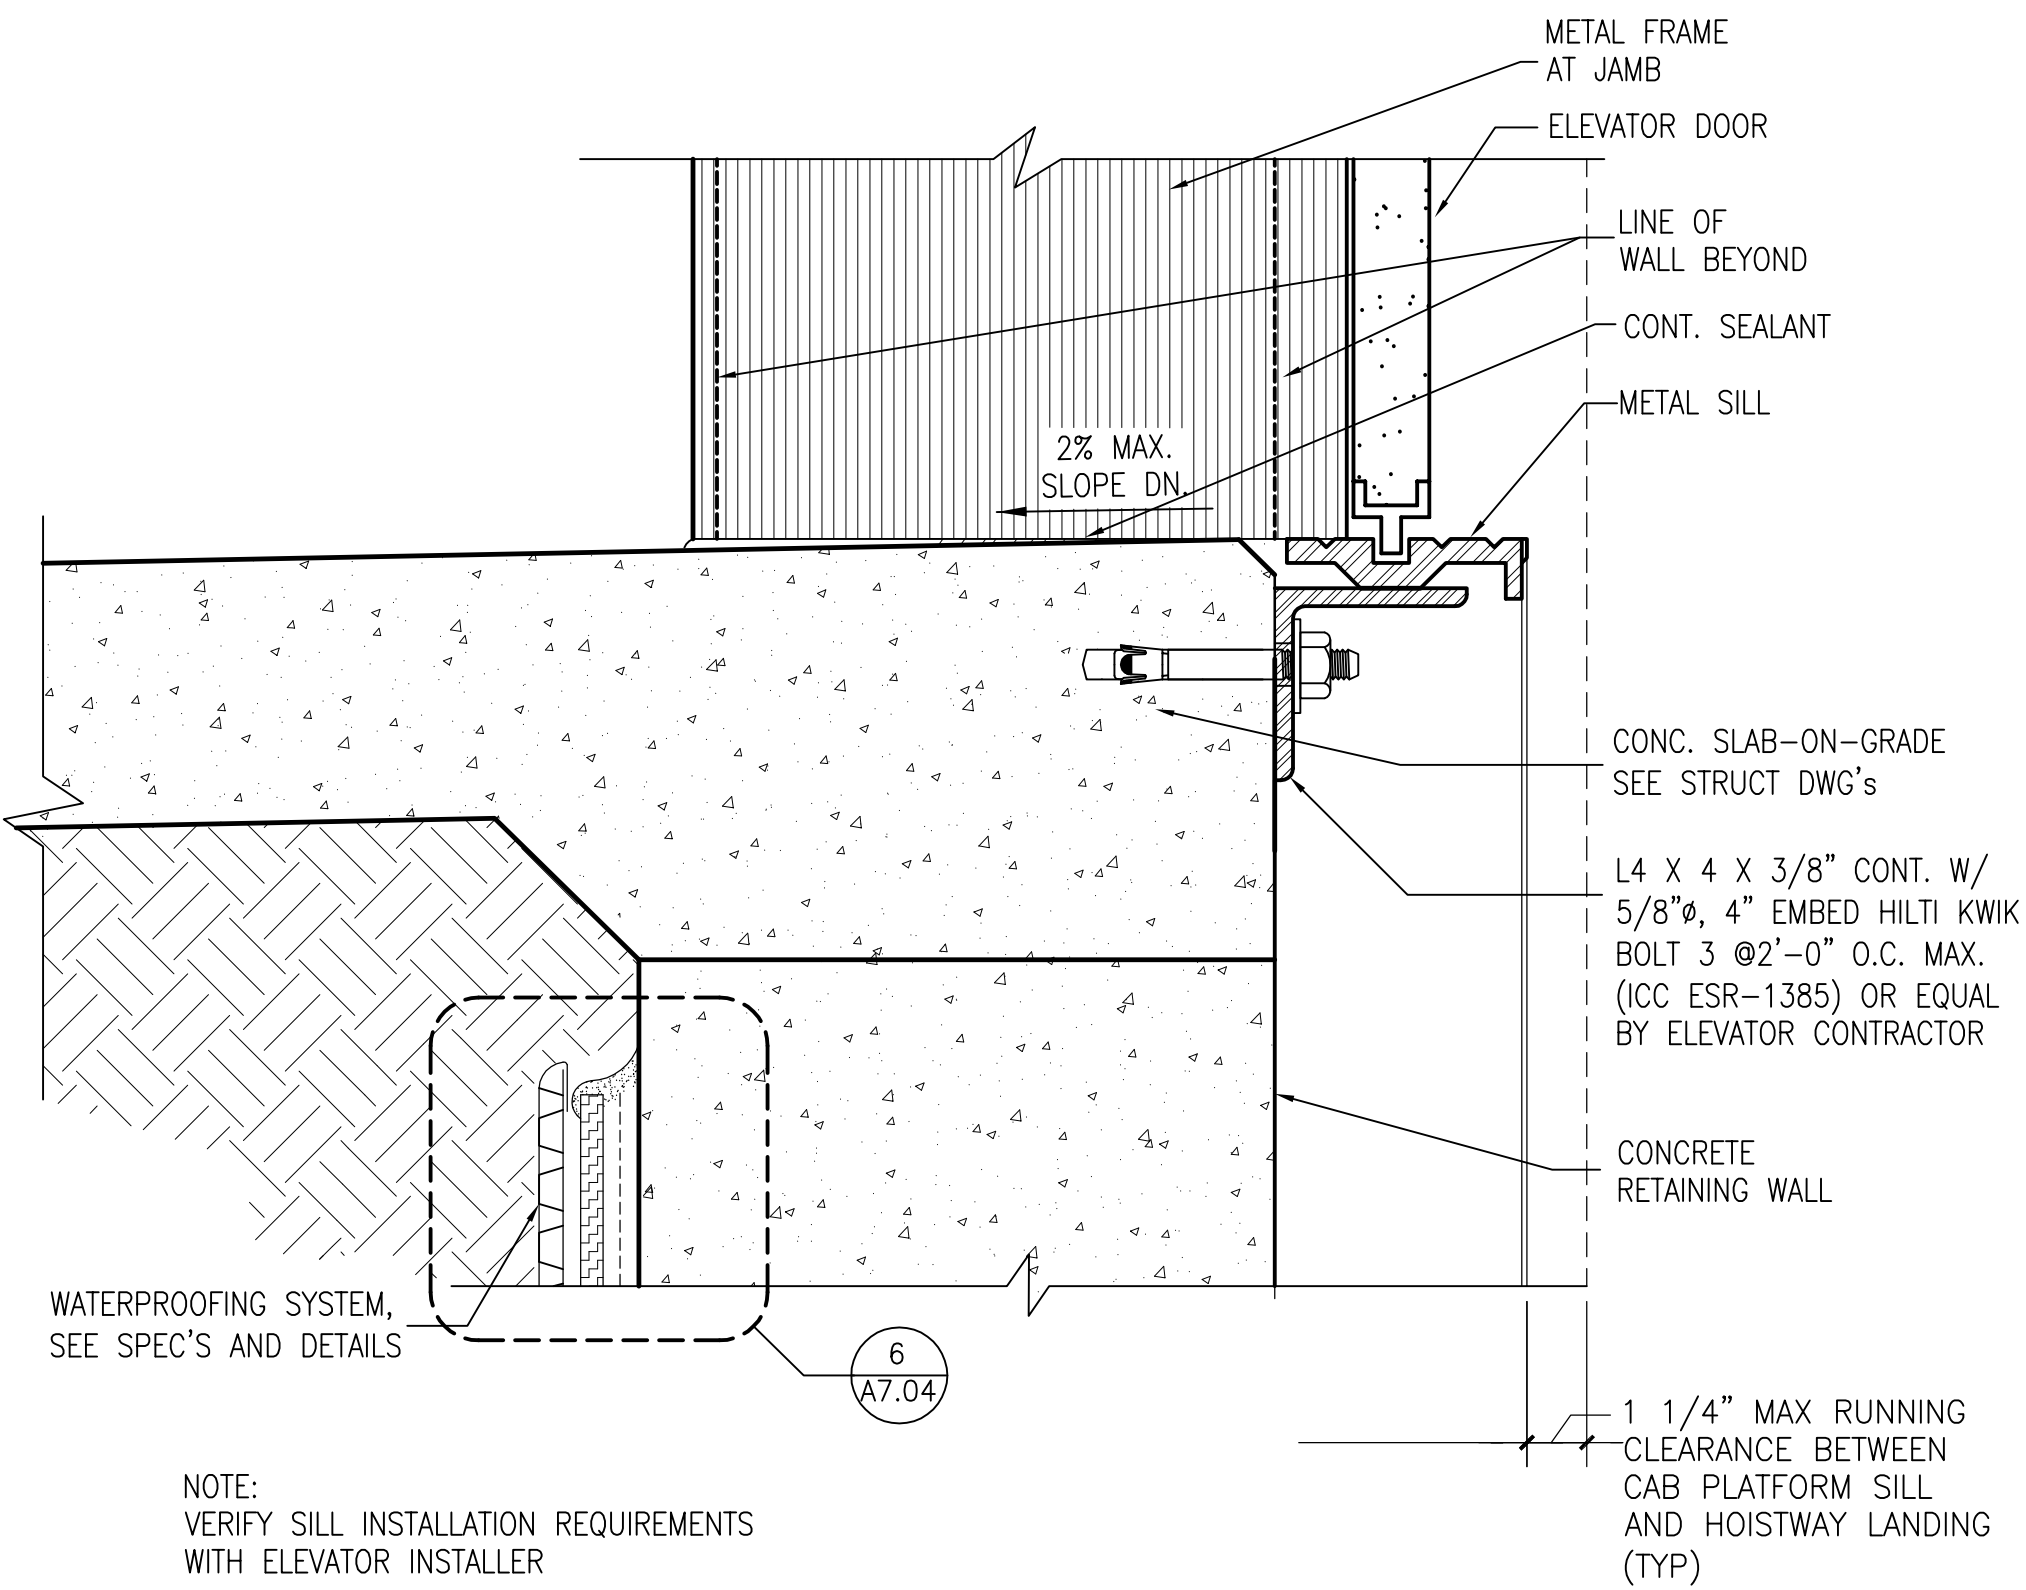 METAL FRAME
AT JAMB
ELEVATOR DOOR
LINE OF
WALL BEYOND
CONT. SEALANT
METAL SILL
2% MAX.
SLOPE DN.
CONC. SLAB-ON-GRADE
SEE STRUCT DWG's
L4 X 4 X 3/8" CONT. W/
5/8"ø, 4" EMBED HILTI KWIK
BOLT 3 @2'-0" O.C. MAX.
(ICC ESR-1385) OR EQUAL
BY ELEVATOR CONTRACTOR
CONCRETE
RETAINING WALL
WATERPROOFING SYSTEM,
SEE SPEC'S AND DETAILS
6
A7.04
1 1/4" MAX RUNNING
CLEARANCE BETWEEN
CAB PLATFORM SILL
AND HOISTWAY LANDING
(TYP)
NOTE:
VERIFY SILL INSTALLATION REQUIREMENTS
WITH ELEVATOR INSTALLER